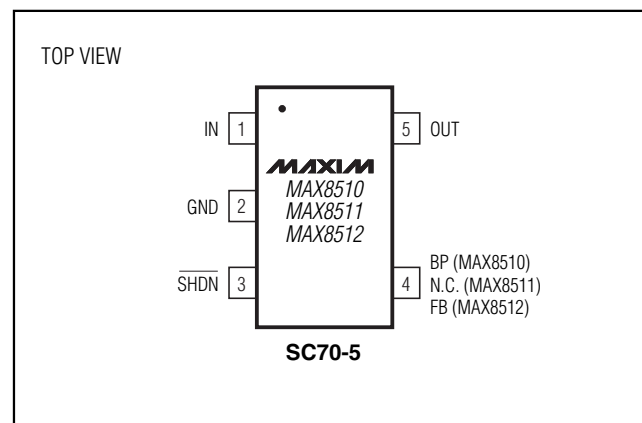 TOP VIEW
IN 1
5 OUT
MAXIM
MAX8510
MAX8511
MAX8512
GND 2
SHDN 3
4 BP (MAX8510)
N.C. (MAX8511)
FB (MAX8512)
SC70-5